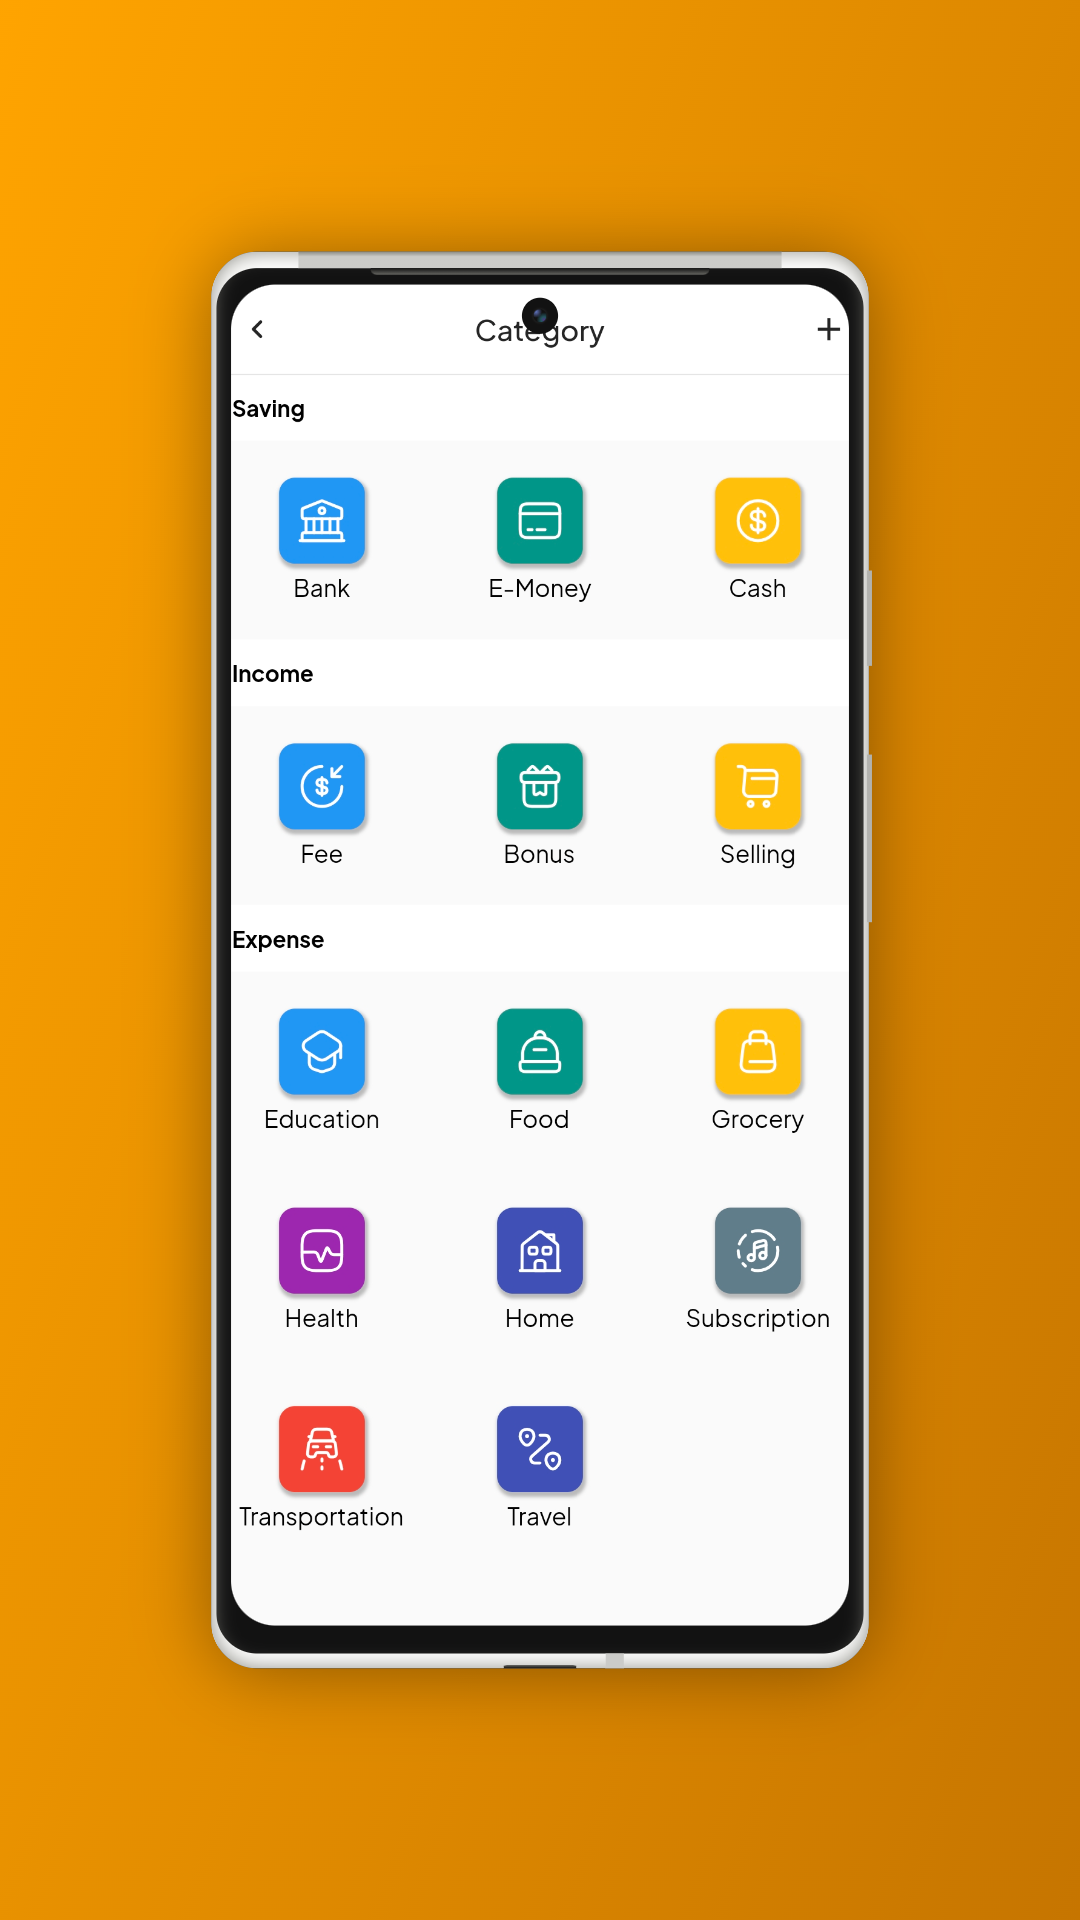 Category
Saving
Bank E-Money Cash
Income
Fee Bonus Selling
Expense
Education Food Grocery
Health Home Subscription
Transportation Travel